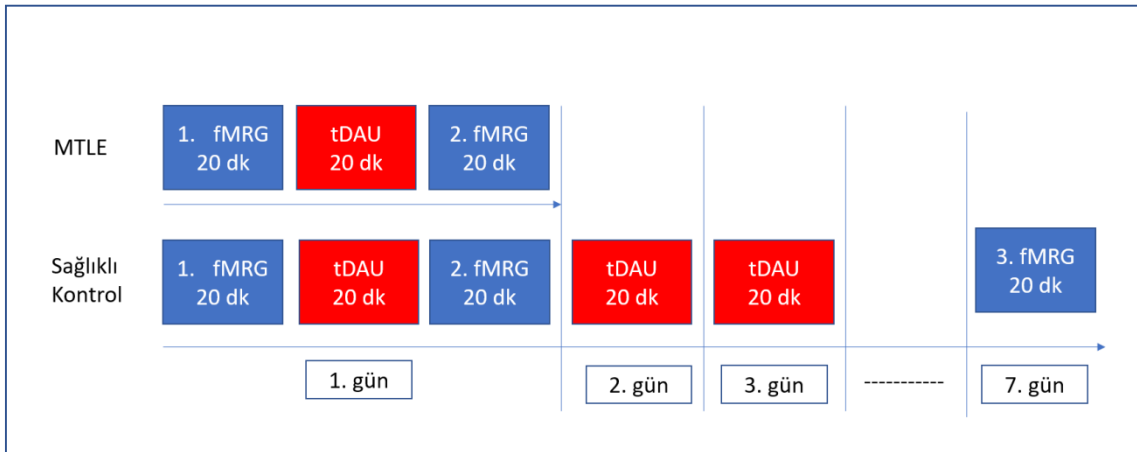 MTLE
1. fMRG
20 dk
tDAU
20 dk
2. fMRG
20 dk
Sağlıklı
Kontrol
1. fMRG
20 dk
tDAU
20 dk
2. fMRG
20 dk
tDAU
20 dk
tDAU
20 dk
3. fMRG
20 dk
1. gün
2. gün
3. gün
-----------
7. gün